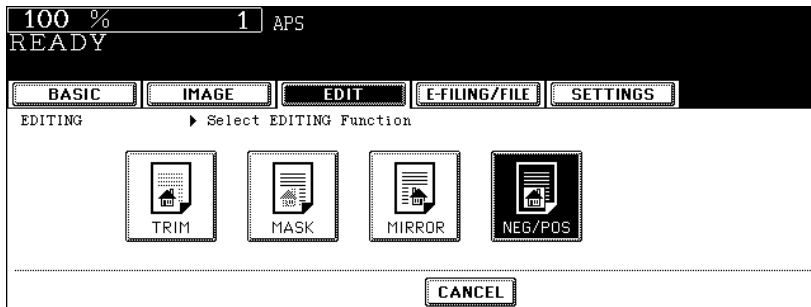 100 % 1 APS
READY
BASIC IMAGE EDIT E-FILING/FILE SETTINGS
EDITING Select EDITING Function
TRIM MASK MIRROR NEG/POS
CANCEL